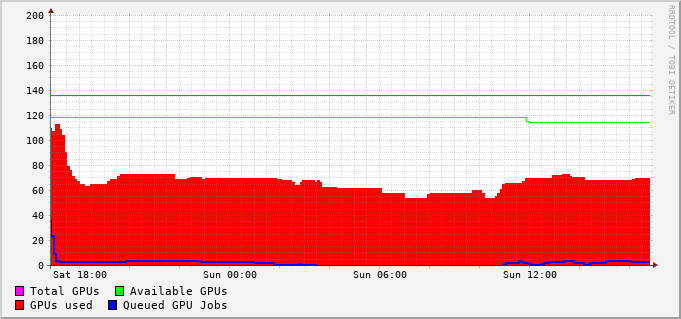 200
180
160
140
120
100
80
60
40
20
0
Sat 18:00 Sun 00:00 Sun 06:00 Sun 12:00
Total GPUs Available GPUs
GPUs used Queued GPU Jobs
RRDTOOL / TOBI OETIKER